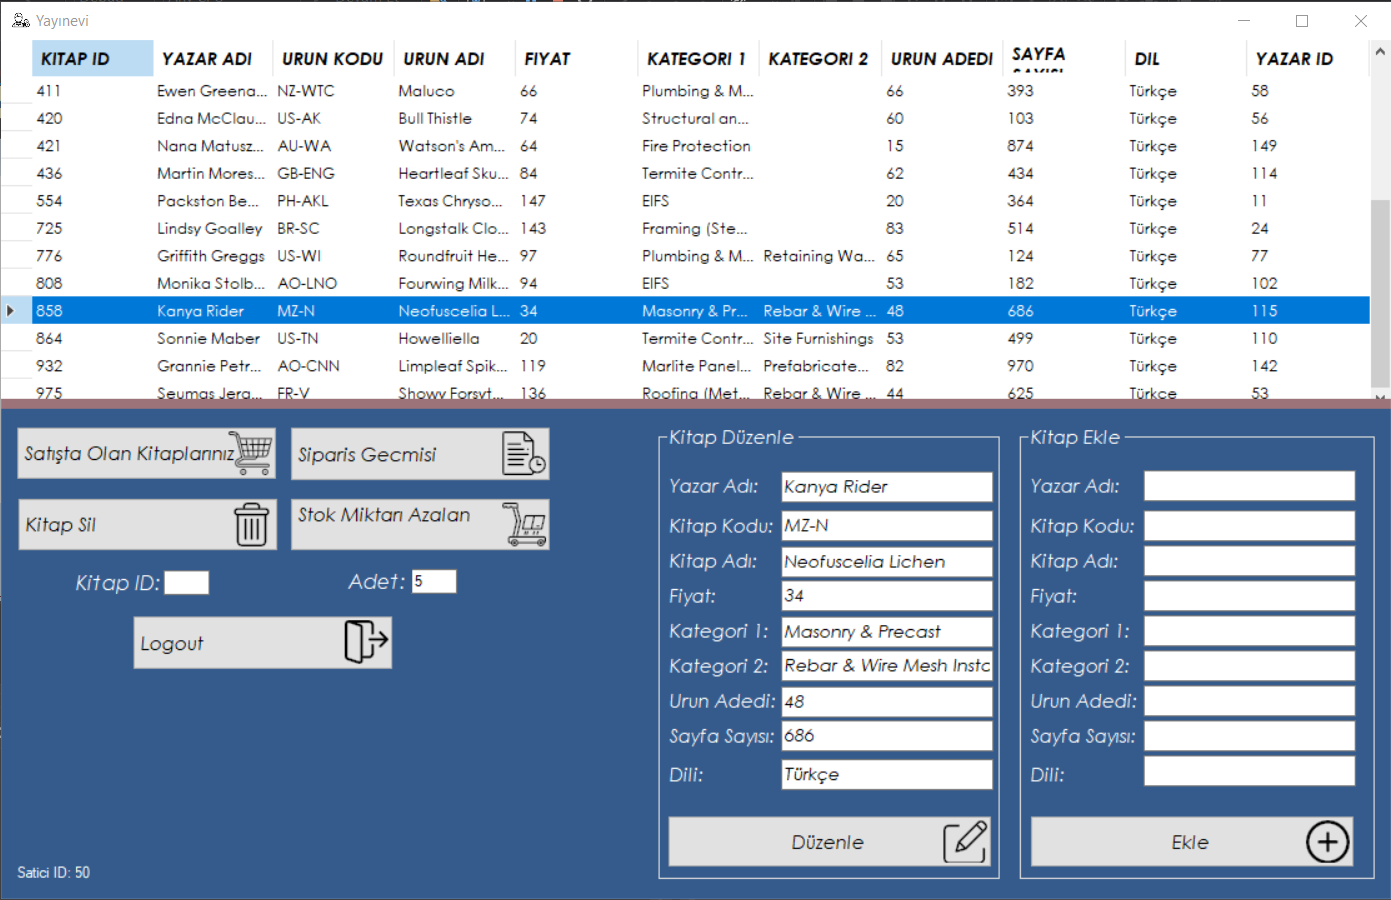 Yayınevi
KITAP ID YAZAR ADI URUN KODU URUN ADI FIYAT KATEGORI 1 KATEGORI 2 URUN ADEDI SAYFA SAYISI DIL YAZAR ID
411 Ewen Greena... NZ-WTC Maluco 66 Plumbing & M... 66 393 Türkçe 58
420 Edna McClau... US-AK Bull Thistle 74 Structural an... 60 103 Türkçe 56
421 Nana Matusz... AU-WA Watson's Am... 64 Fire Protection 15 874 Türkçe 149
436 Martin Mores... GB-ENG Heartleaf Sku... 84 Termite Contr... 62 434 Türkçe 114
554 Packston Be... PH-AKL Texas Chryso... 147 EIFS 20 364 Türkçe 11
725 Lindsy Goalley BR-SC Longstalk Clo... 143 Framing (Ste... 83 514 Türkçe 24
776 Griffith Greggs US-WI Roundfruit He... 97 Plumbing & M... Retaining Wa... 65 124 Türkçe 77
808 Monika Stolb... AO-LNO Fourwing Milk... 94 EIFS 53 182 Türkçe 102
858 Kanya Rider MZ-N Neofuscelia L... 34 Masonry & Pr... Rebar & Wire ... 48 686 Türkçe 115
864 Sonnie Maber US-TN Howelliella 20 Termite Contr... Site Furnishings 53 499 Türkçe 110
932 Grannie Petr... AO-CNN Limpleaf Spik... 119 Marlite Panel... Prefabricate... 82 970 Türkçe 142
975 Seumas Jera... FR-V Showy Forsyt... 136 Roofing (Met... Rebar & Wire ... 44 625 Türkçe 53
Satışta Olan Kitaplarınız
Siparis Gecmisi
Kitap Sil
Stok Miktarı Azalan
Kitap ID:
Adet: 5
Logout
Satici ID: 50
Kitap Düzenle
Yazar Adı: Kanya Rider
Kitap Kodu: MZ-N
Kitap Adı: Neofuscelia Lichen
Fiyat: 34
Kategori 1: Masonry & Precast
Kategori 2: Rebar & Wire Mesh Instc
Urun Adedi: 48
Sayfa Sayısı: 686
Dili: Türkçe
Düzenle
Kitap Ekle
Yazar Adı:
Kitap Kodu:
Kitap Adı:
Fiyat:
Kategori 1:
Kategori 2:
Urun Adedi:
Sayfa Sayısı:
Dili:
Ekle